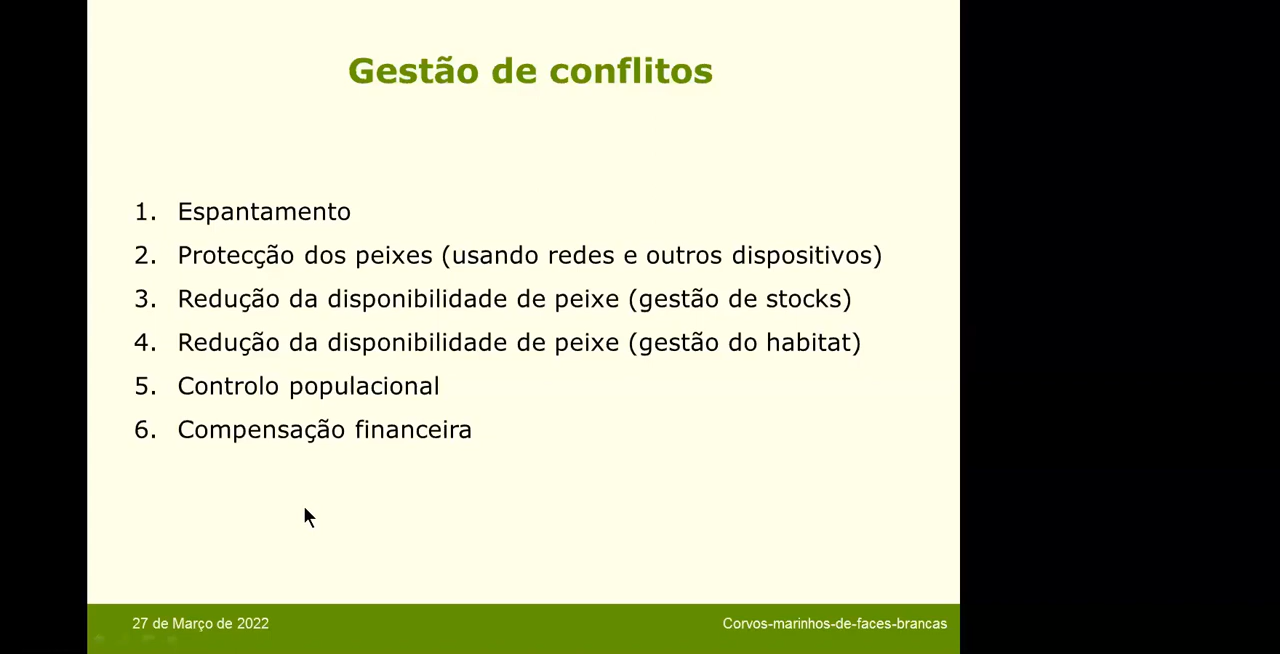 Gestão de conflitos
1. Espantamento
2. Protecção dos peixes (usando redes e outros dispositivos)
3. Redução da disponibilidade de peixe (gestão de stocks)
4. Redução da disponibilidade de peixe (gestão do habitat)
5. Controlo populacional
6. Compensação financeira
27 de Março de 2022
Corvos-marinhos-de-faces-brancas